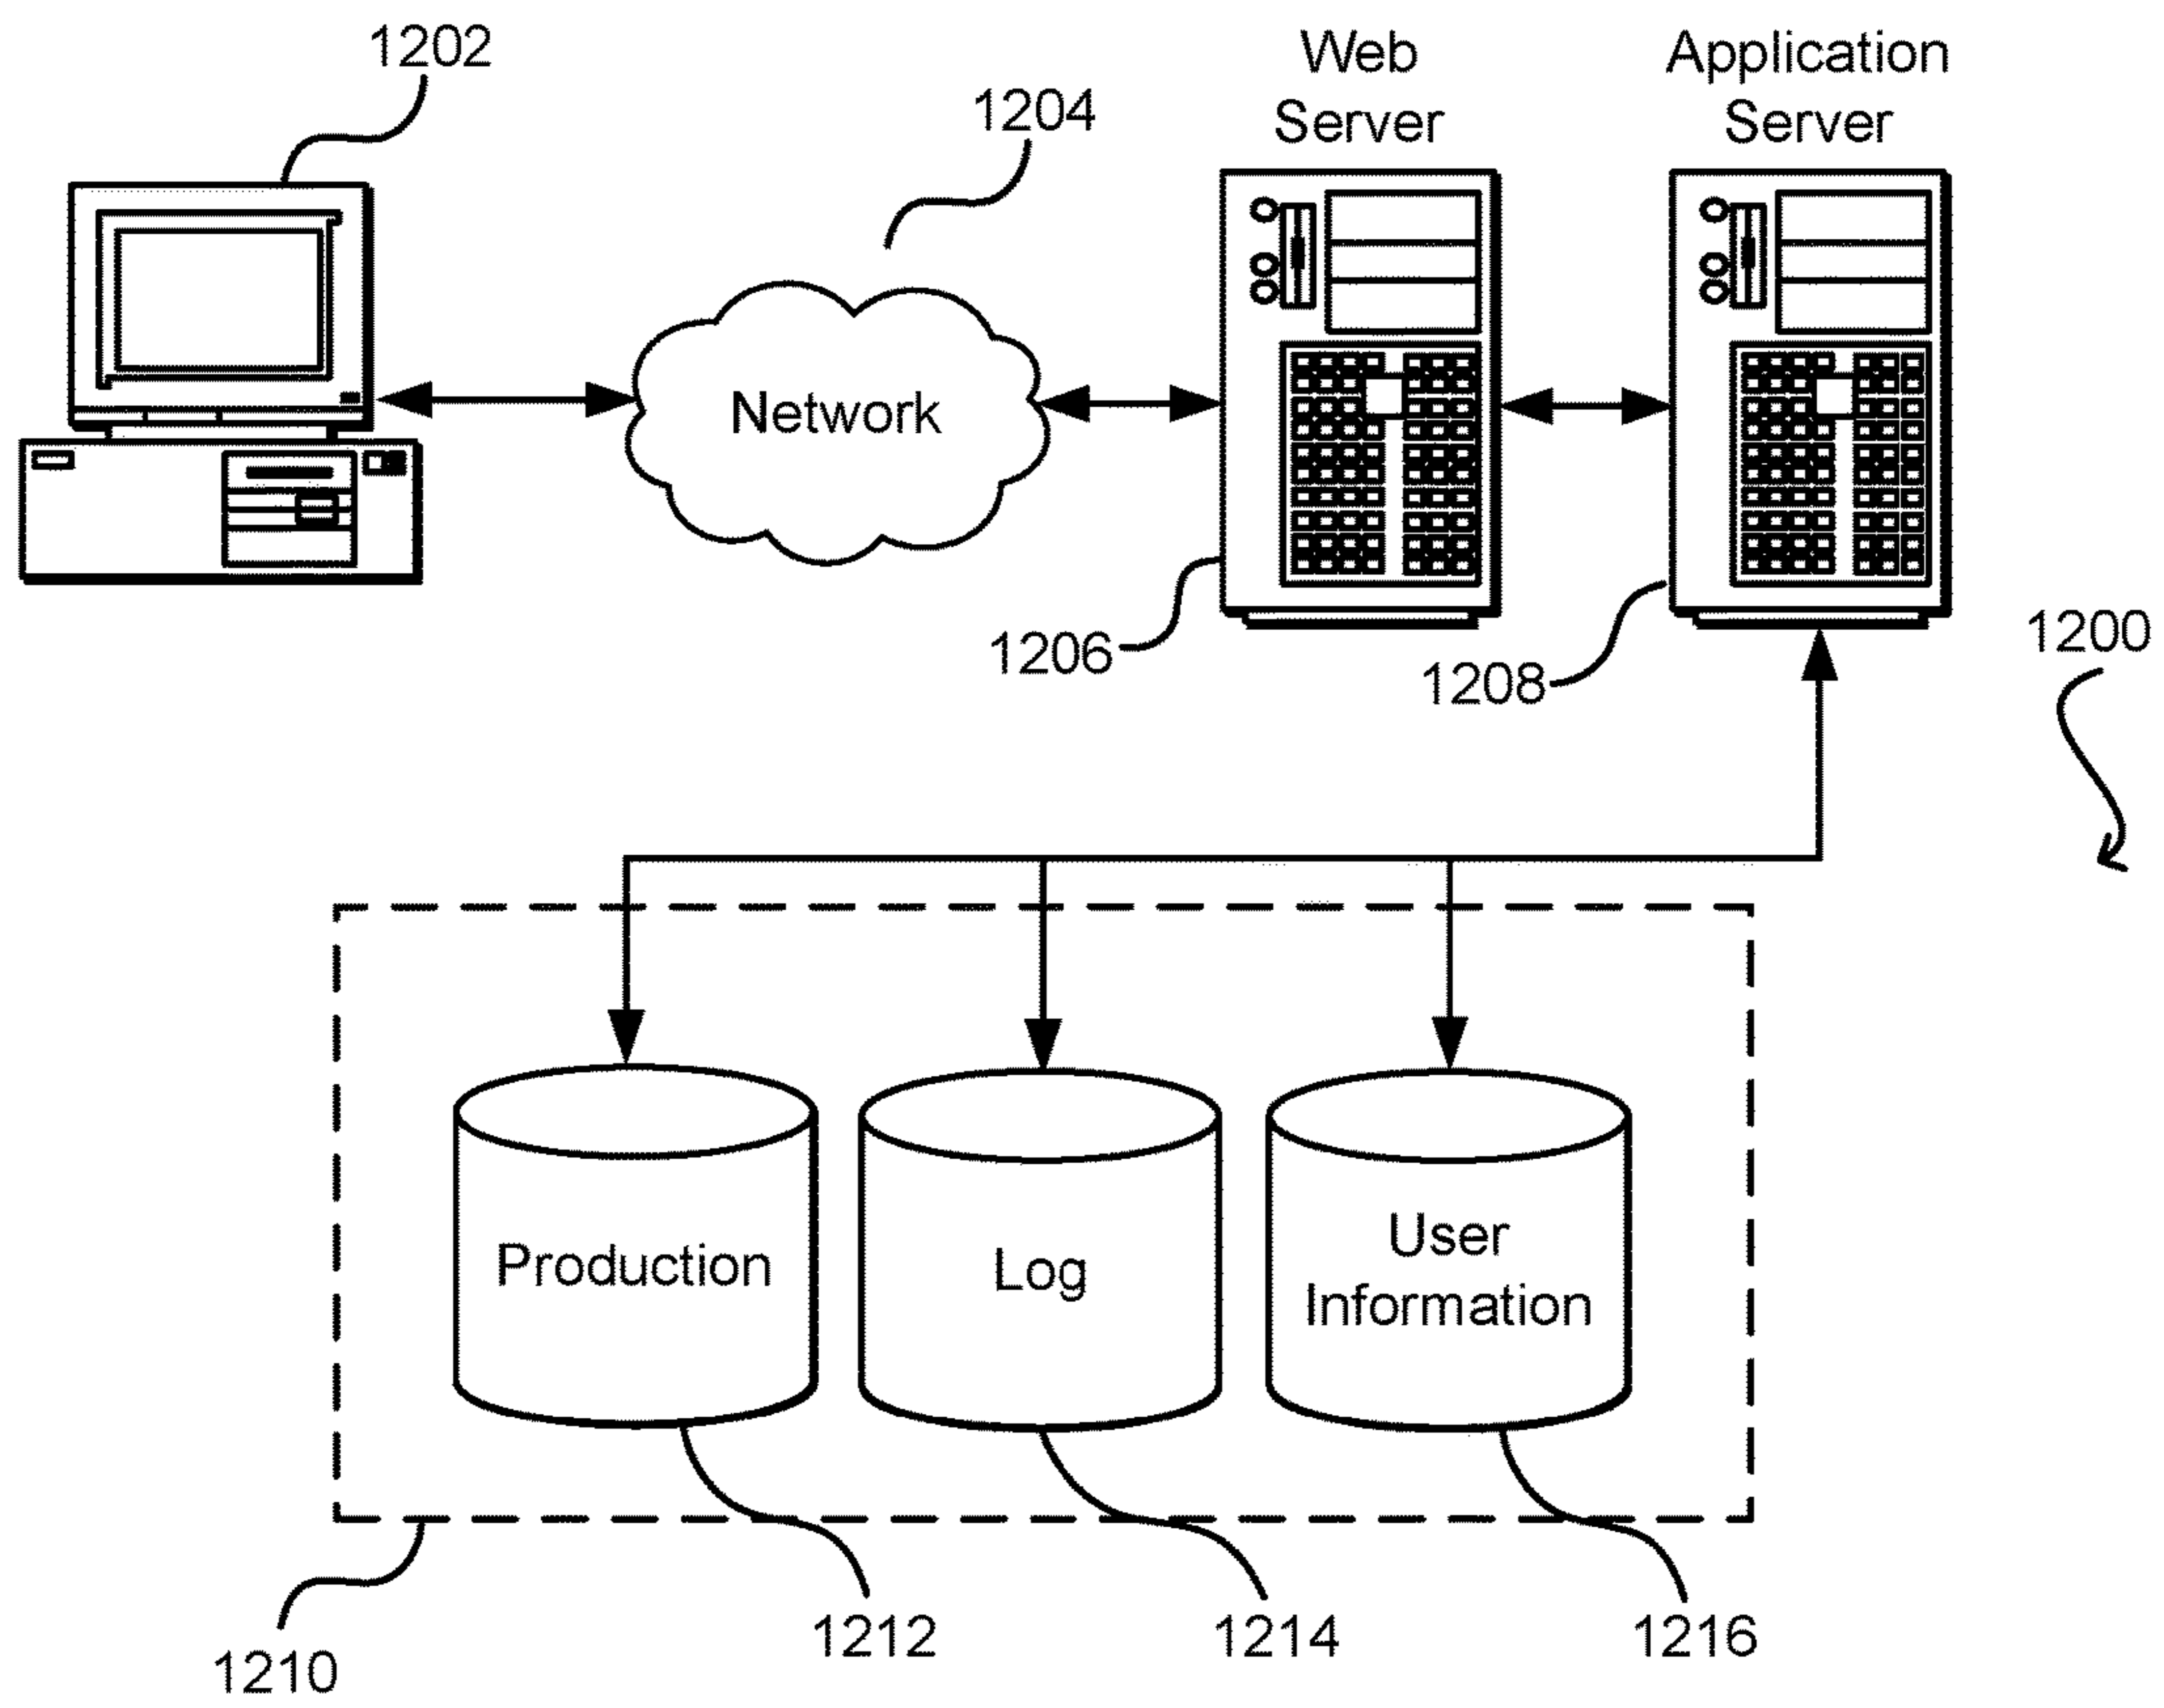 1202
1204
Web
Server
Application
Server
Network
1206
1208
1200
Production
Log
User
Information
1210
1212
1214
1216